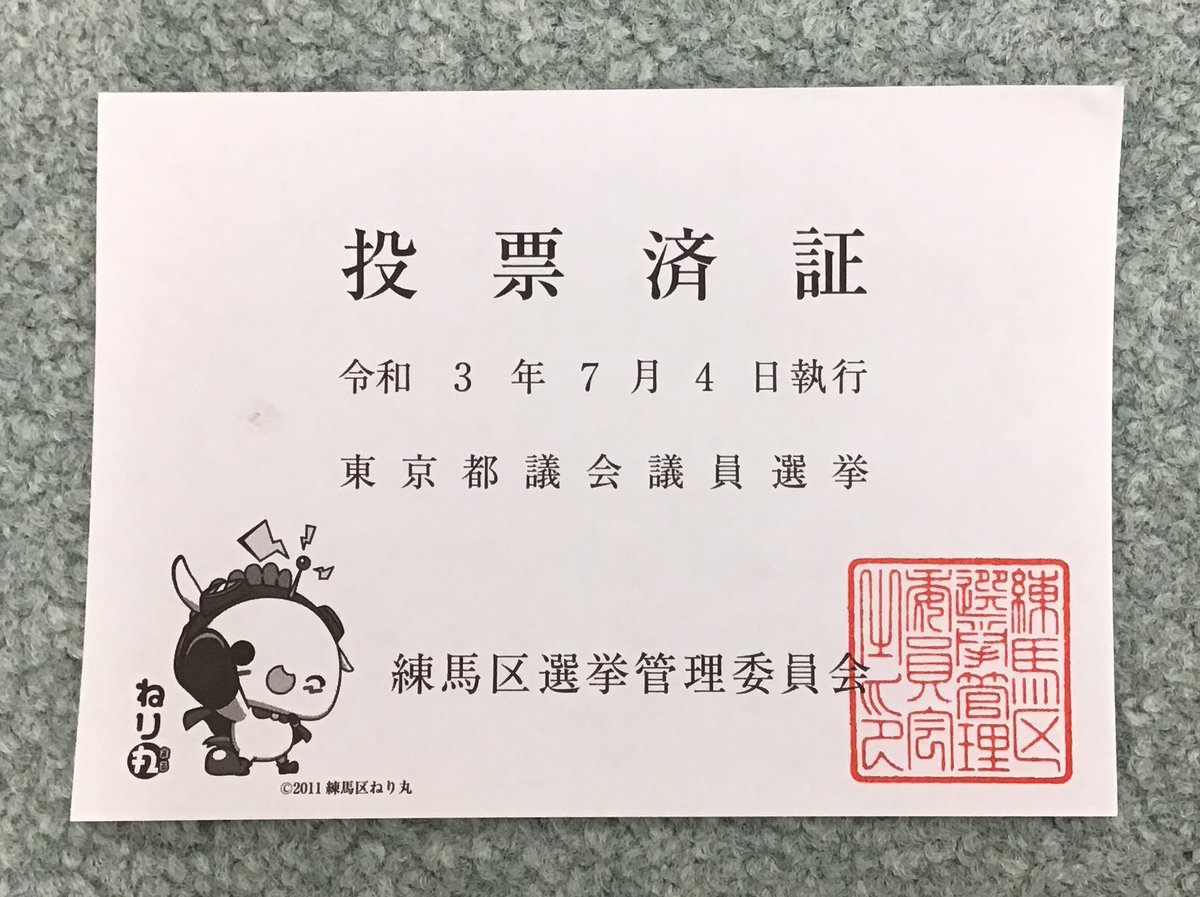 投票済証
令和 3 年 7 月 4 日執行
東京都議会議員選挙
練馬区選挙管理委員会
練馬区
選挙管理
委員会
之印
ねり丸
まる
©2011 練馬区ねり丸